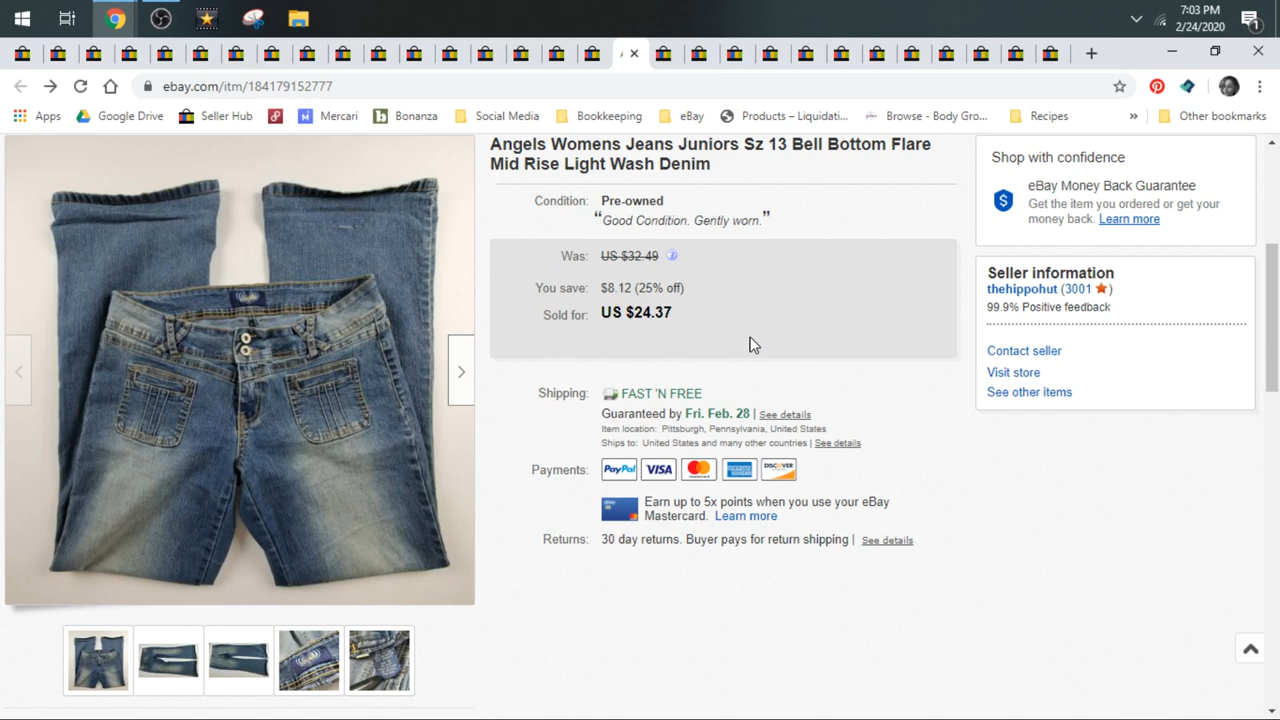 7:03 PM
2/24/2020
1
ebay.com/itm/184179152777
Apps
Google Drive
Seller Hub
Mercari
Bonanza
Social Media
Bookkeeping
eBay
Products – Liquidati...
Browse - Body Gro...
Recipes
»
Other bookmarks
Angels Womens Jeans Juniors Sz 13 Bell Bottom Flare
Mid Rise Light Wash Denim
Condition: Pre-owned
“Good Condition. Gently worn.”
Was: US $32.49
You save: $8.12 (25% off)
Sold for: US $24.37
Shipping: FAST 'N FREE
Guaranteed by Fri. Feb. 28 | See details
Item location: Pittsburgh, Pennsylvania, United States
Ships to: United States and many other countries | See details
Payments: PayPal VISA MasterCard AMERICAN EXPRESS DISCOVER
Earn up to 5x points when you use your eBay
Mastercard. Learn more
Returns: 30 day returns. Buyer pays for return shipping | See details
Shop with confidence
eBay Money Back Guarantee
Get the item you ordered or get your
money back. Learn more
Seller information
thehippohut (3001 ★)
99.9% Positive feedback
Contact seller
Visit store
See other items